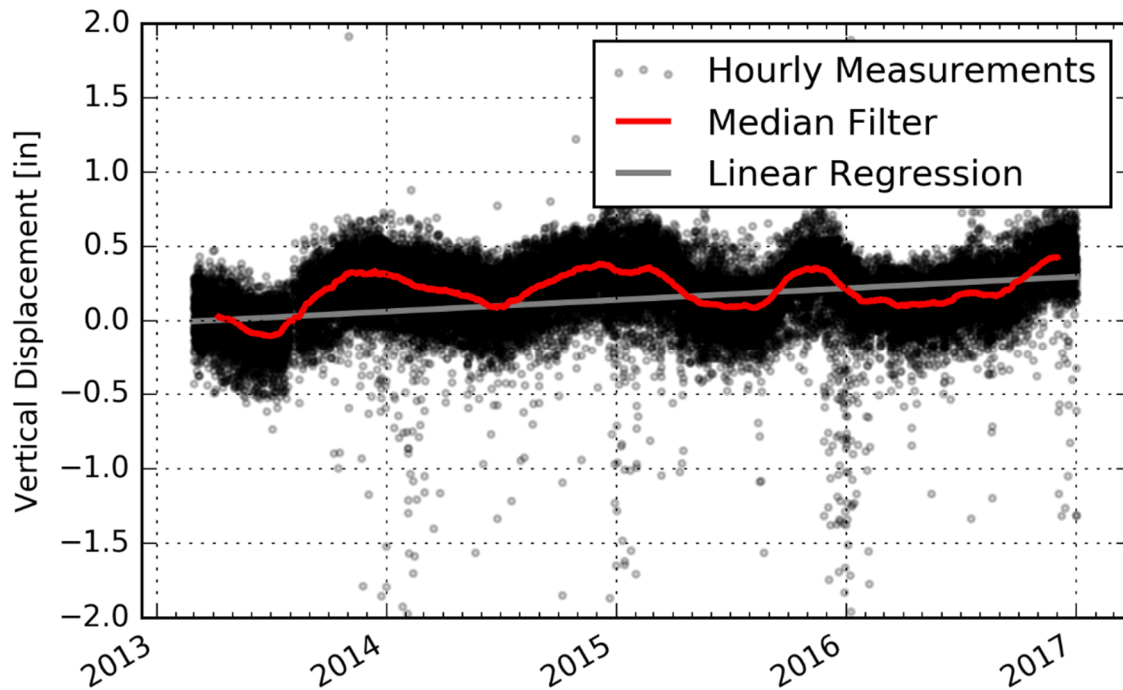 2.0
1.5
1.0
0.5
0.0
−0.5
−1.0
−1.5
−2.0
Vertical Displacement [in]
Hourly Measurements
Median Filter
Linear Regression
2013 2014 2015 2016 2017